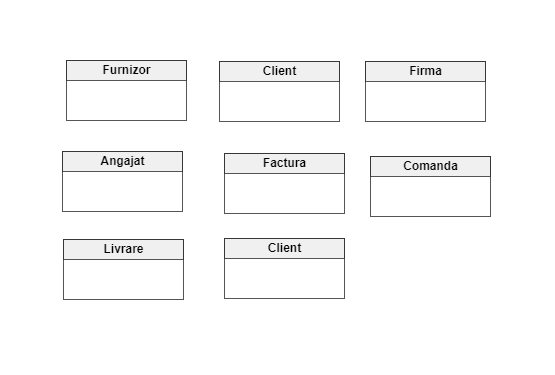 Furnizor
Client
Firma
Angajat
Factura
Comanda
Livrare
Client